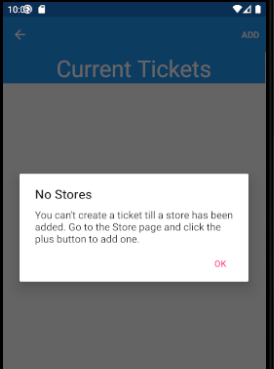 10:0
ADD
Current Tickets
No Stores
You can't create a ticket till a store has been
added. Go to the Store page and click the
plus button to add one.
OK